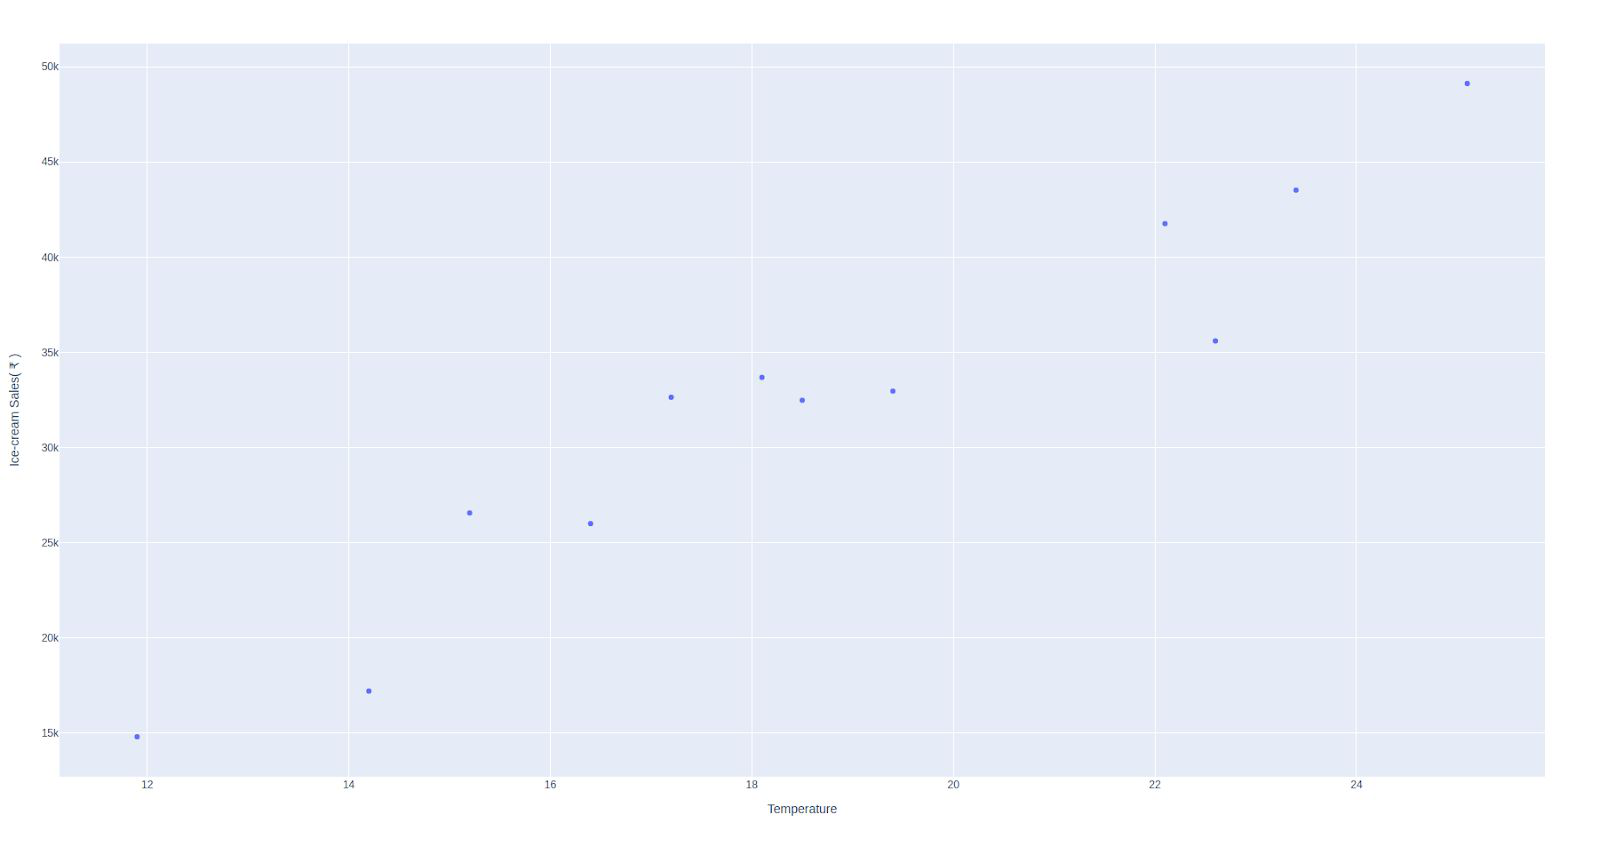 50k
45k
40k
35k
30k
25k
20k
15k
Ice-cream Sales( ₹ )
12 14 16 18 20 22 24
Temperature